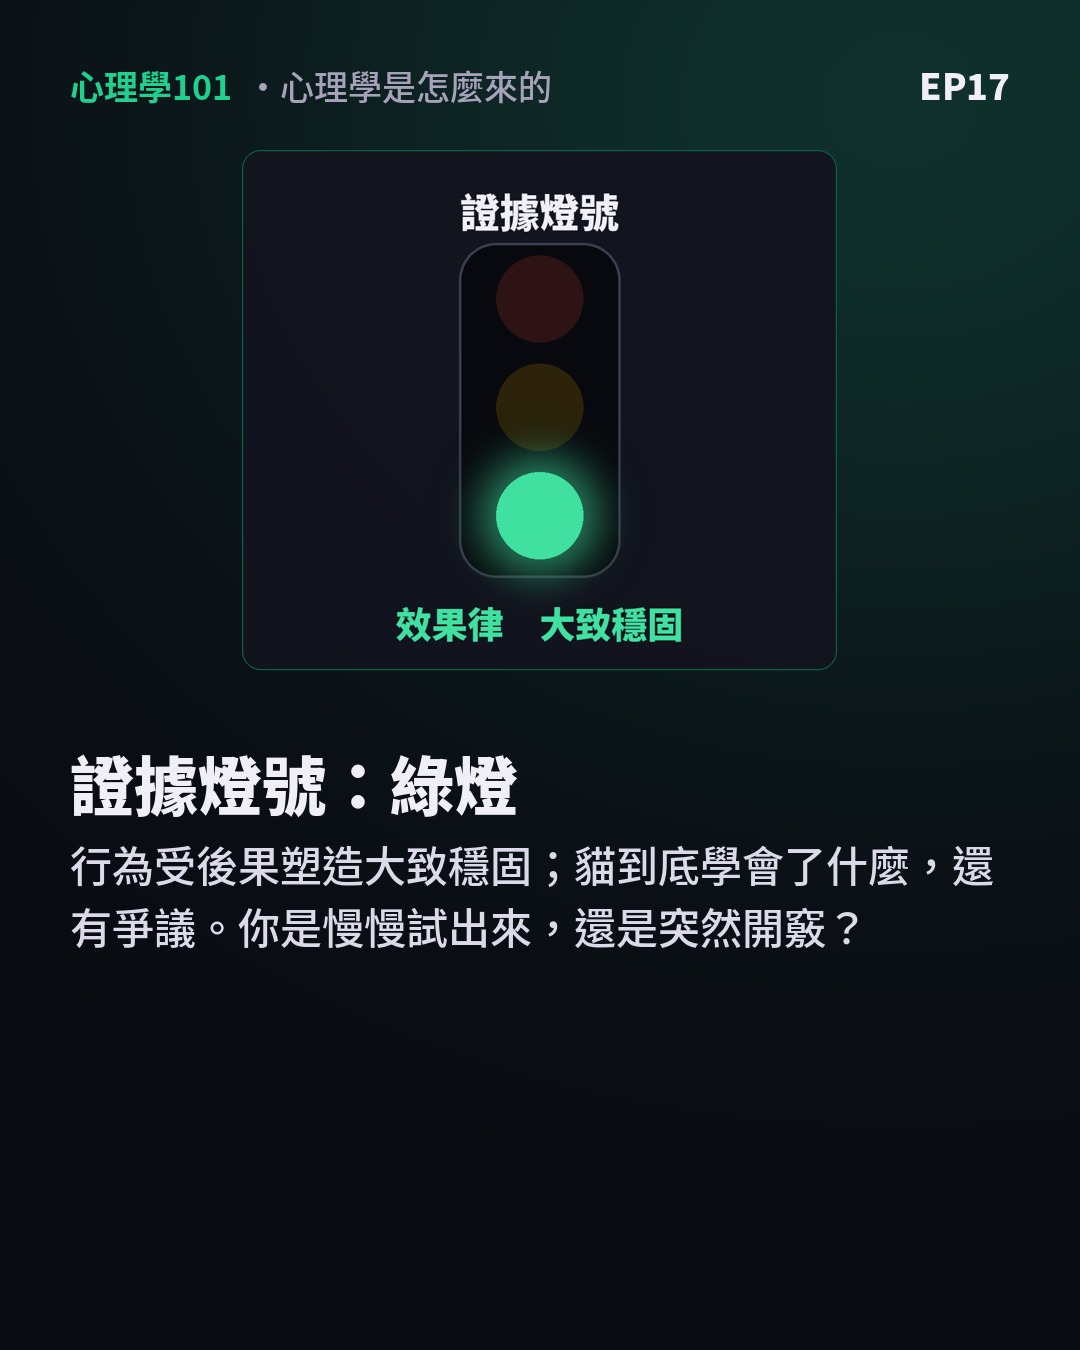 心理學101 ・心理學是怎麼來的
EP17
證據燈號
效果律　大致穩固
證據燈號：綠燈
行為受後果塑造大致穩固；貓到底學會了什麼，還
有爭議。你是慢慢試出來，還是突然開竅？